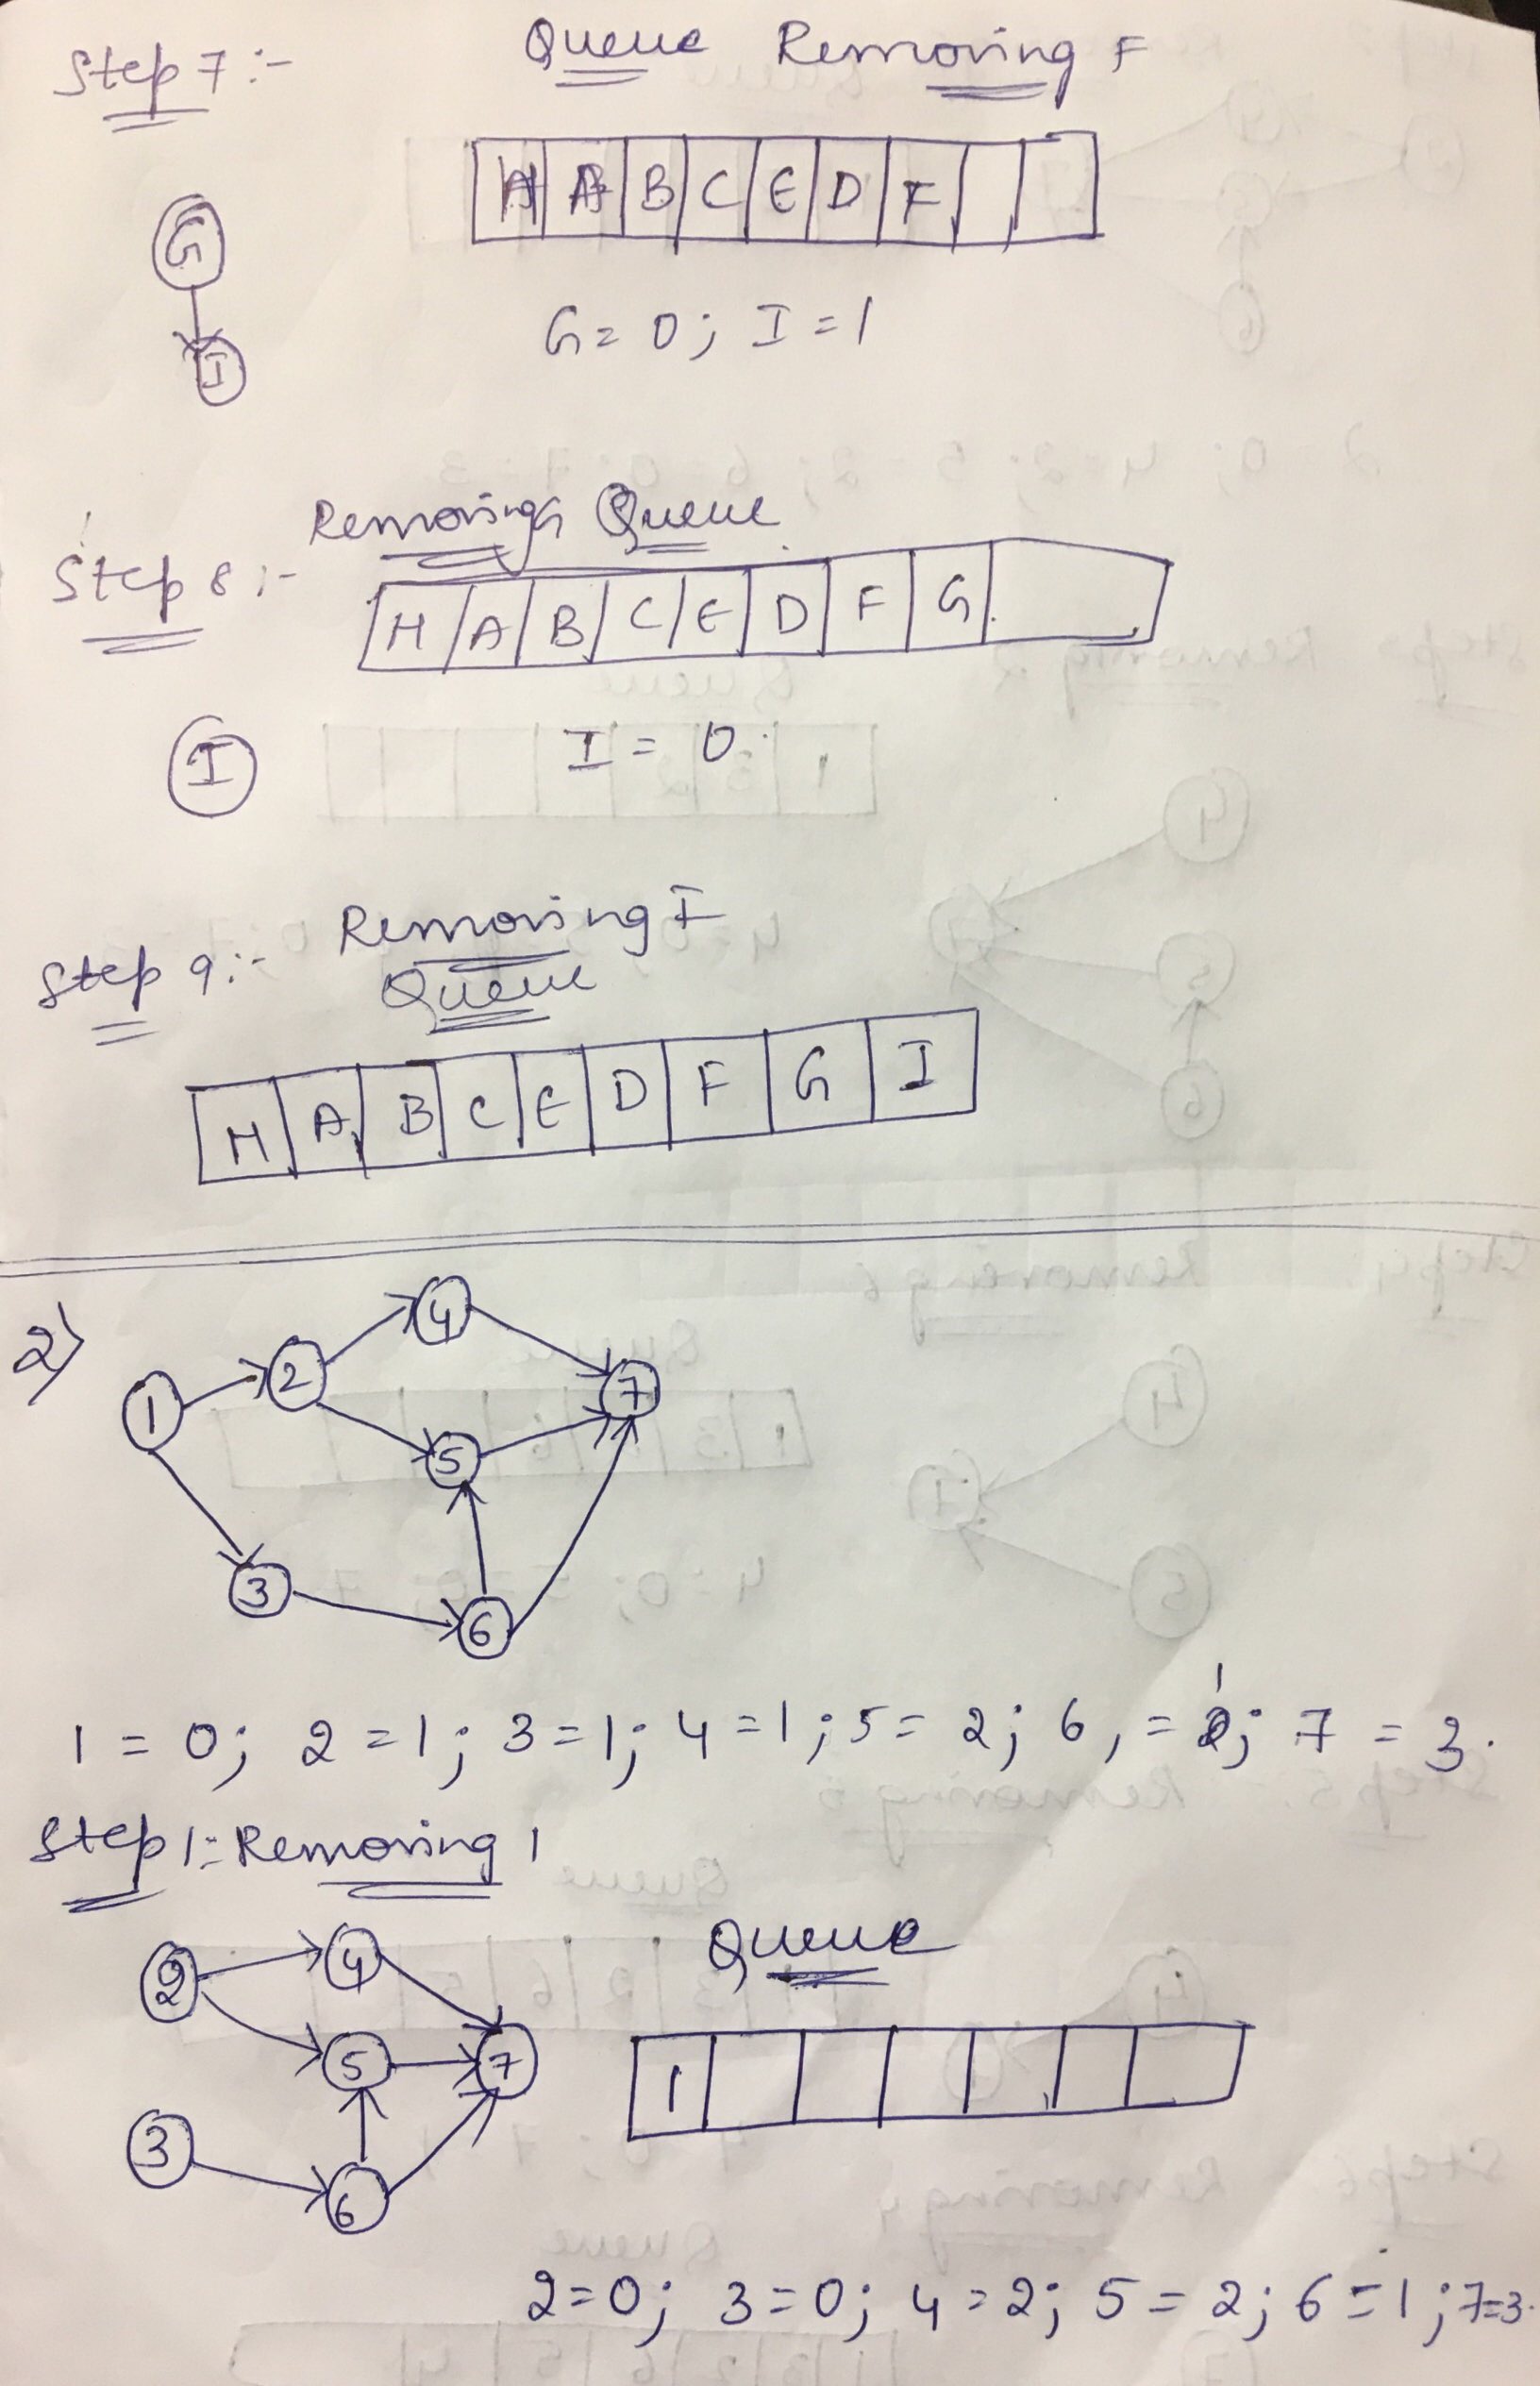 Step 7 :- Queue Removing F
H A B C E D F
G
I
G = 0; I = 1
Removing G Queue
Step 8 :-
H A B C E D F G
I
I = 0.
Removing I
Step 9 :- Queue
H A B C E D F G I
2)
4
1 2 7
5
3
6
1 = 0; 2 = 1; 3 = 1; 4 = 1; 5 = 2; 6, = 1; 7 = 3.
Step 1:- Removing 1
Queue
2 4
5 7
1
3
6
2 = 0; 3 = 0; 4 = 2; 5 = 2; 6 = 1; 7 = 3.